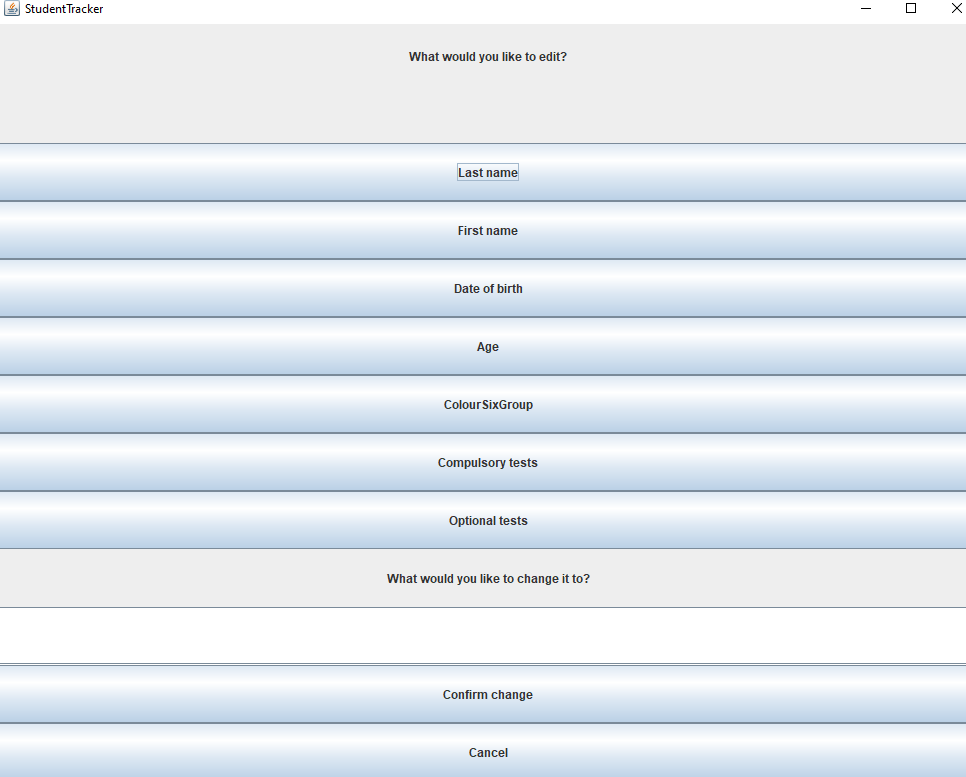 StudentTracker
What would you like to edit?
Last name
First name
Date of birth
Age
ColourSixGroup
Compulsory tests
Optional tests
What would you like to change it to?
Confirm change
Cancel